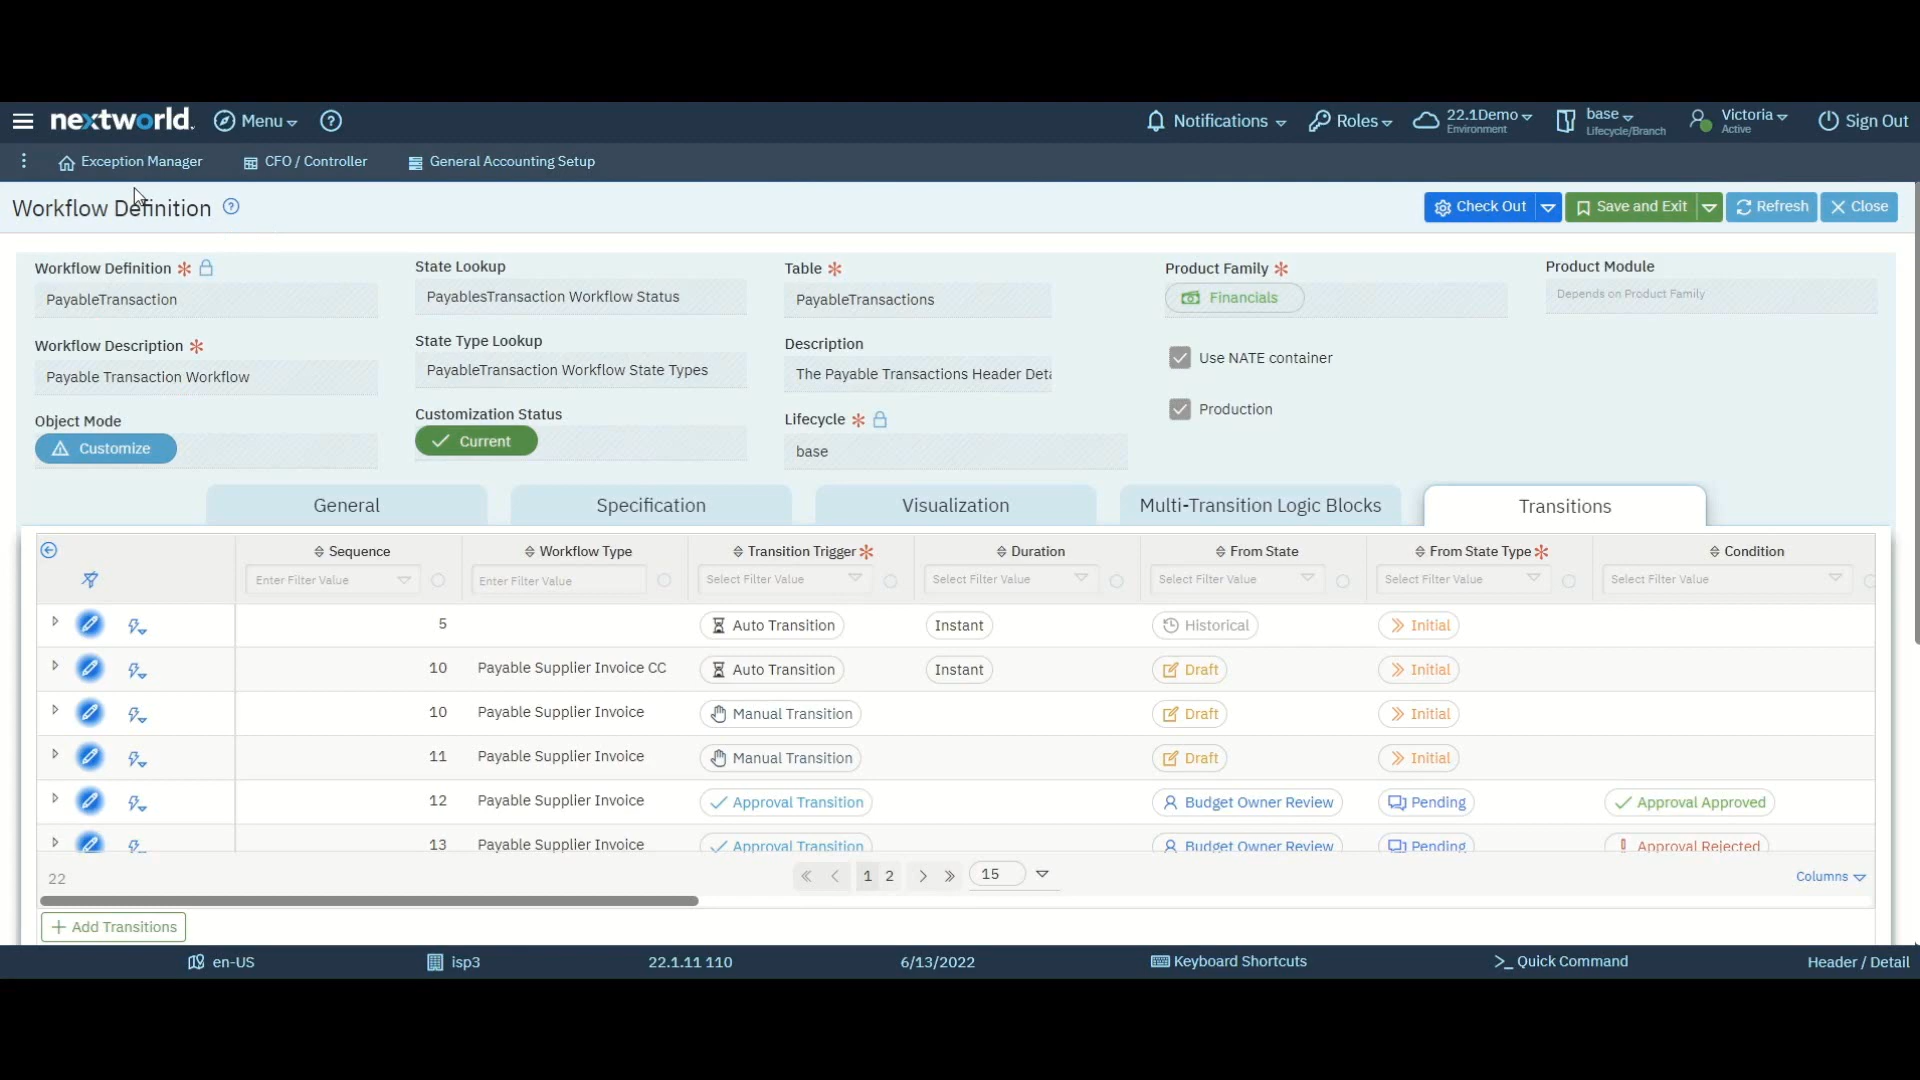 nextworld. Menu Notifications Roles 22.1Demo Environment base Lifecycle/Branch Victoria Active Sign Out
Exception Manager CFO / Controller General Accounting Setup
Workflow Definition Check Out Save and Exit Refresh Close
Workflow Definition * State Lookup Table * Product Family * Product Module
PayableTransaction PayablesTransaction Workflow Status PayableTransactions Financials Depends on Product Family
Workflow Description * State Type Lookup Description Use NATE container
Payable Transaction Workflow PayableTransaction Workflow State Types The Payable Transactions Header Deta
Object Mode Customization Status Lifecycle * Production
Customize Current base
General Specification Visualization Multi-Transition Logic Blocks Transitions
Sequence Workflow Type Transition Trigger * Duration From State From State Type * Condition
Enter Filter Value Enter Filter Value Select Filter Value Select Filter Value Select Filter Value Select Filter Value Select Filter Value
5 Auto Transition Instant Historical Initial
10 Payable Supplier Invoice CC Auto Transition Instant Draft Initial
10 Payable Supplier Invoice Manual Transition Draft Initial
11 Payable Supplier Invoice Manual Transition Draft Initial
12 Payable Supplier Invoice Approval Transition Budget Owner Review Pending Approval Approved
13 Payable Supplier Invoice Approval Transition Budget Owner Review Pending Approval Rejected
22 « < 1 2 > » 15 Columns
+ Add Transitions
en-US isp3 22.1.11 110 6/13/2022 Keyboard Shortcuts >_ Quick Command Header / Detail